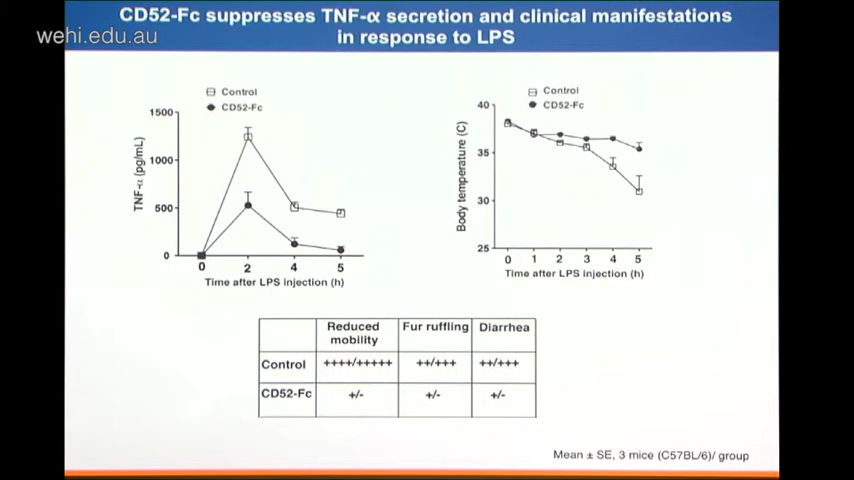 CD52-Fc suppresses TNF-α secretion and clinical manifestations
in response to LPS
wehi.edu.au
Control
CD52-Fc
1500
1000
500
0
TNF-α (pg/mL)
0 2 4 5
Time after LPS injection (h)
Control
CD52-Fc
40
35
30
25
Body temperature (C)
0 1 2 3 4 5
Time after LPS injection (h)
Reduced mobility Fur ruffling Diarrhea
Control ++++/+++++ ++/+++ ++/+++
CD52-Fc +/- +/- +/-
Mean ± SE, 3 mice (C57BL/6)/ group